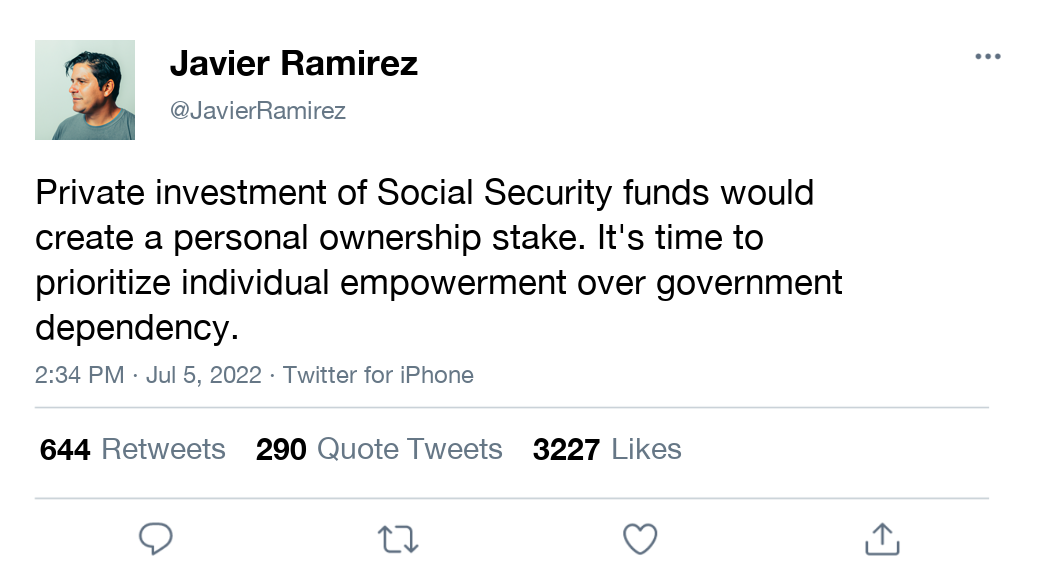 Javier Ramirez
@JavierRamirez
Private investment of Social Security funds would
create a personal ownership stake. It's time to
prioritize individual empowerment over government
dependency.
2:34 PM · Jul 5, 2022 · Twitter for iPhone
644 Retweets 290 Quote Tweets 3227 Likes